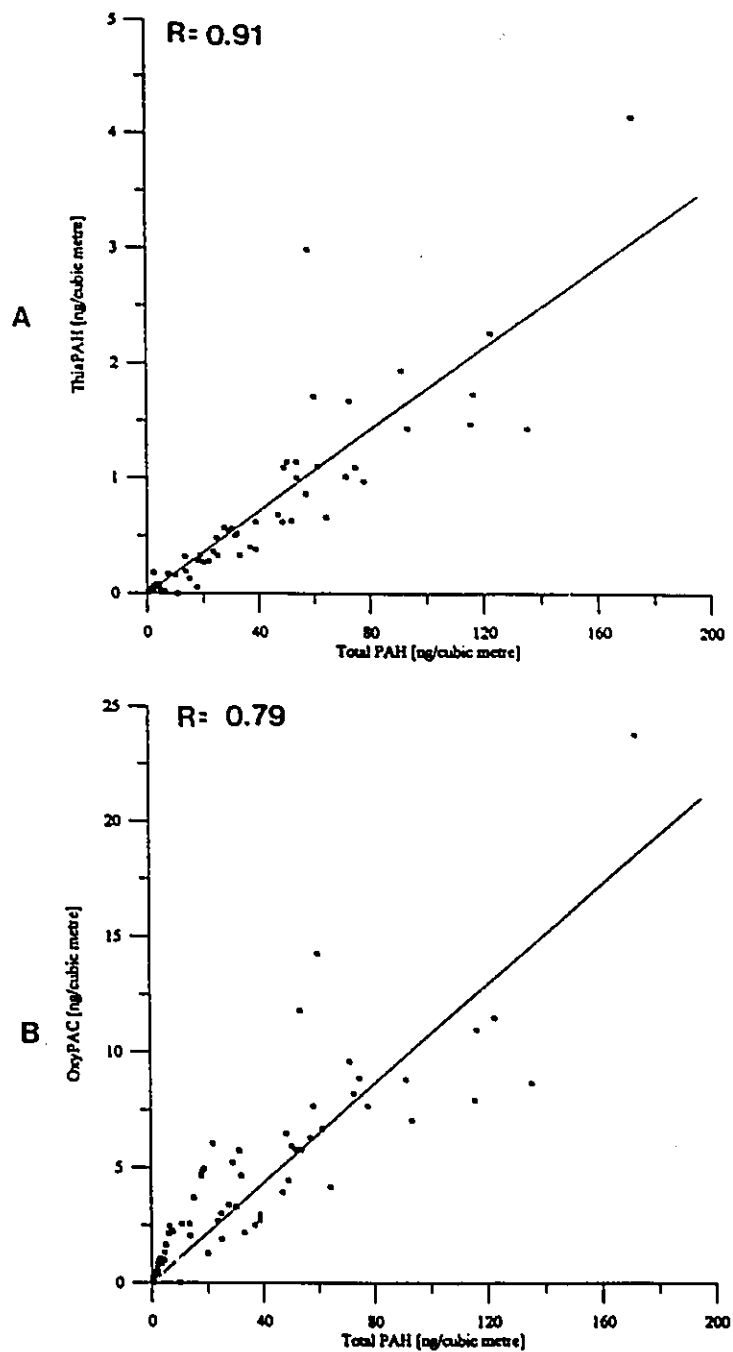 R= 0.91
5
4
3
2
1
0
ThiaPAH [ng/cubic metre]
A
0 40 80 120 160 200
Total PAH [ng/cubic metre]
R= 0.79
25
20
15
10
5
0
OxyPAC [ng/cubic metre]
B
0 40 80 120 160 200
Total PAH [ng/cubic metre]